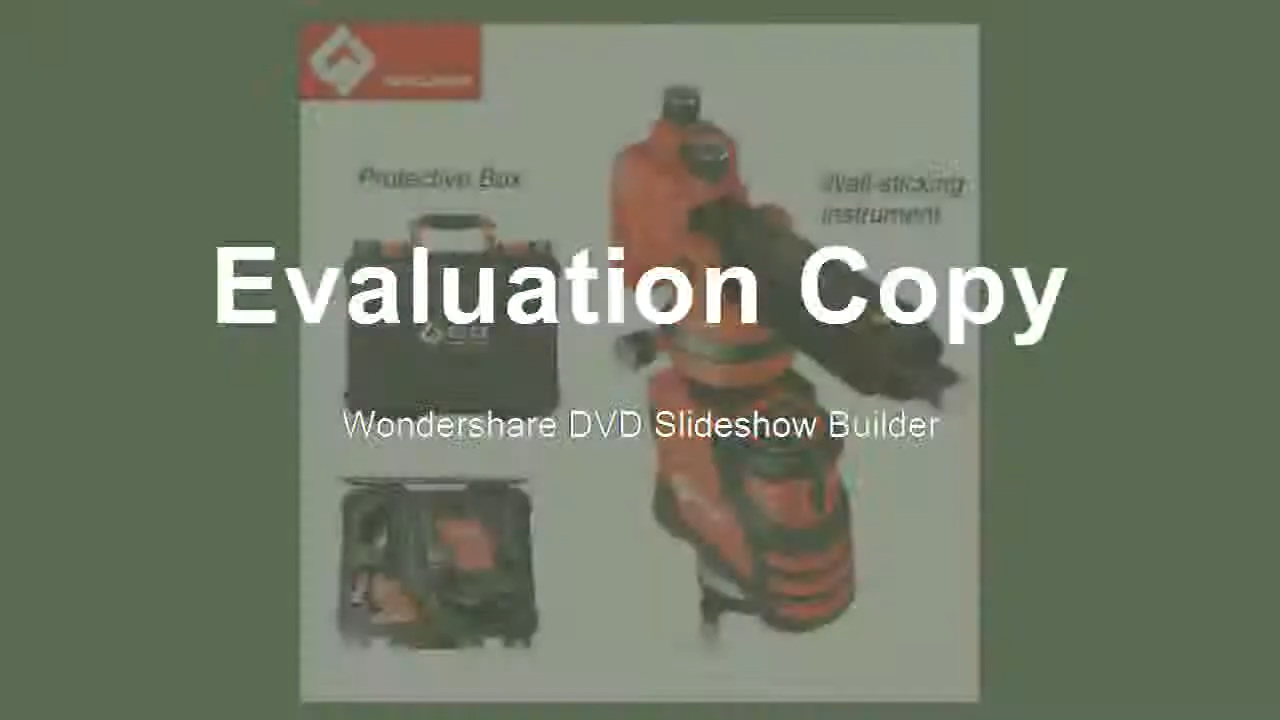 Protective Box
Wall-sticking
instrument
Evaluation Copy
Wondershare DVD Slideshow Builder